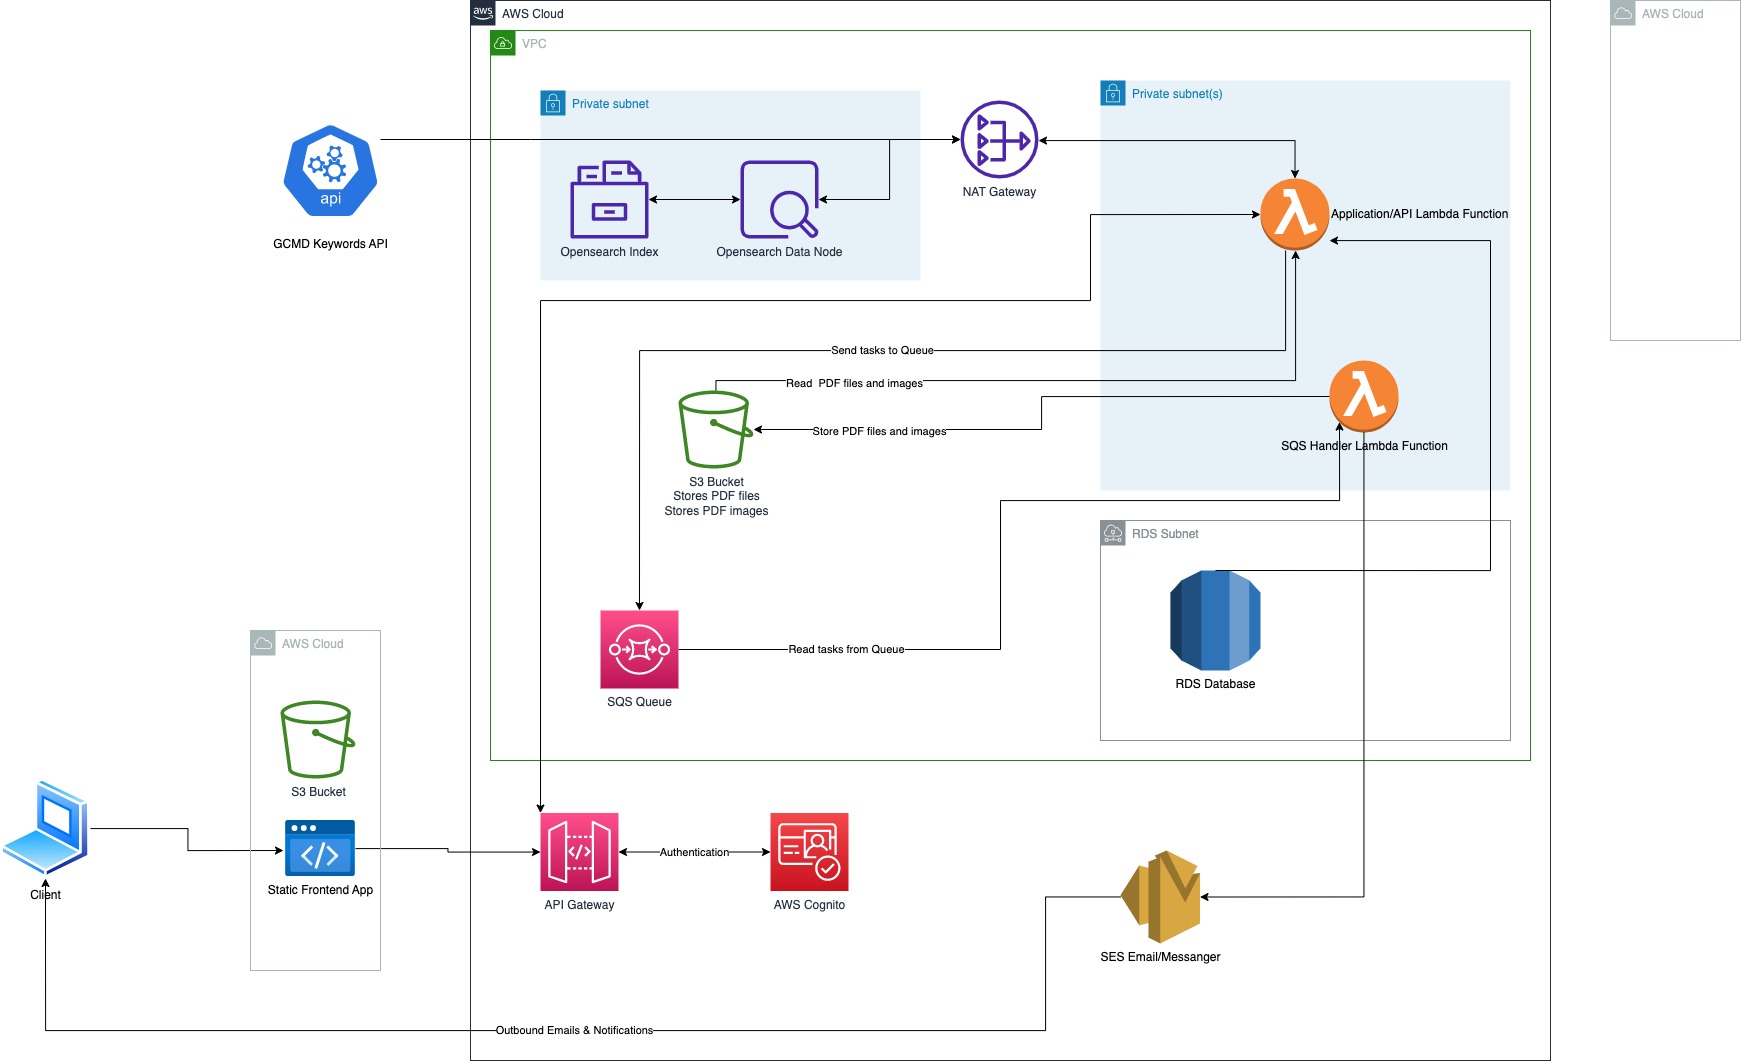 aws
AWS Cloud
AWS Cloud
VPC
Private subnet
Private subnet(s)
api
GCMD Keywords API
NAT Gateway
Application/API Lambda Function
Opensearch Index
Opensearch Data Node
Send tasks to Queue
Read  PDF files and images
Store PDF files and images
SQS Handler Lambda Function
S3 Bucket
Stores PDF files
Stores PDF images
RDS Subnet
AWS Cloud
Read tasks from Queue
RDS Database
SQS Queue
S3 Bucket
Authentication
Static Frontend App
Client
API Gateway
AWS Cognito
SES Email/Messanger
Outbound Emails & Notifications